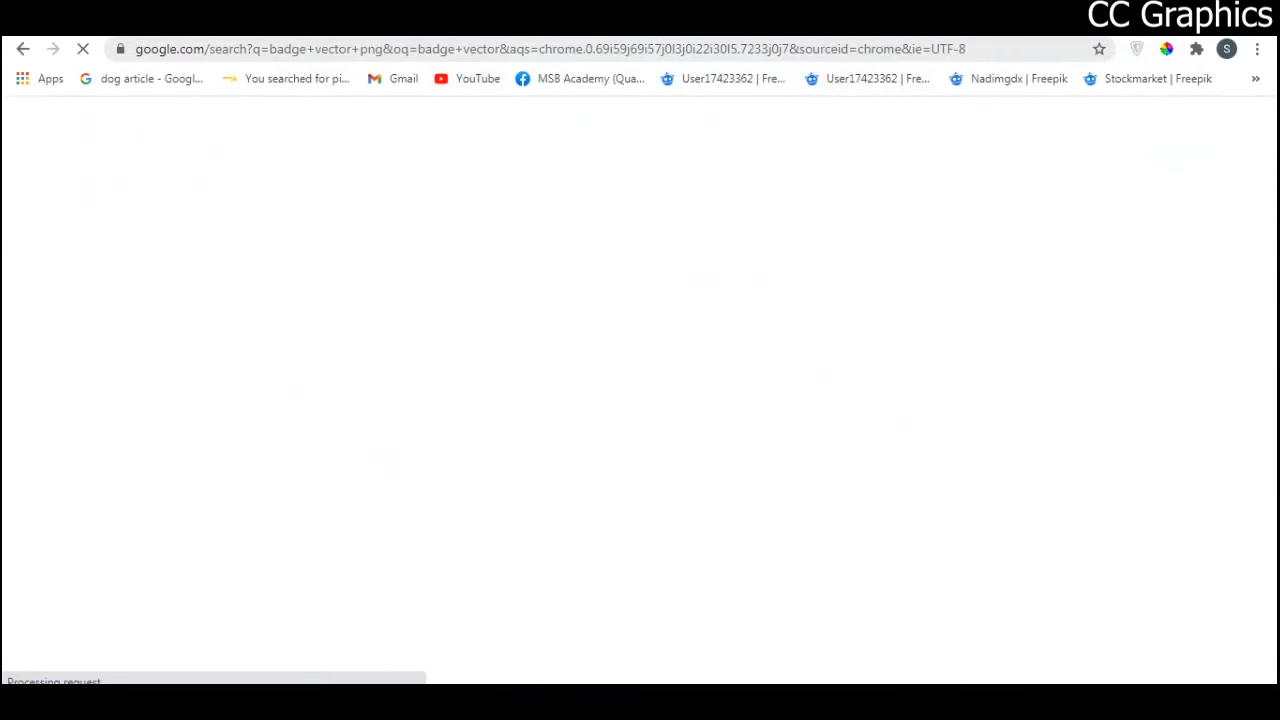 CC Graphics
google.com/search?q=badge+vector+png&oq=badge+vector&aqs=chrome.0.69i59j69i57j0l3j0i22i30l5.7233j0j7&sourceid=chrome&ie=UTF-8
S
Apps dog article - Googl... You searched for pi... Gmail YouTube MSB Academy (Qua... User17423362 | Fre... User17423362 | Fre... Nadimgdx | Freepik Stockmarket | Freepik »
Processing request